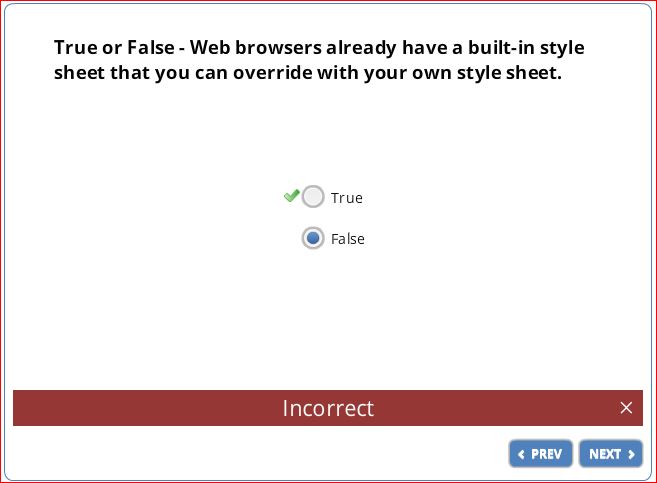 True or False - Web browsers already have a built-in style
sheet that you can override with your own style sheet.
True
False
Incorrect
PREV
NEXT